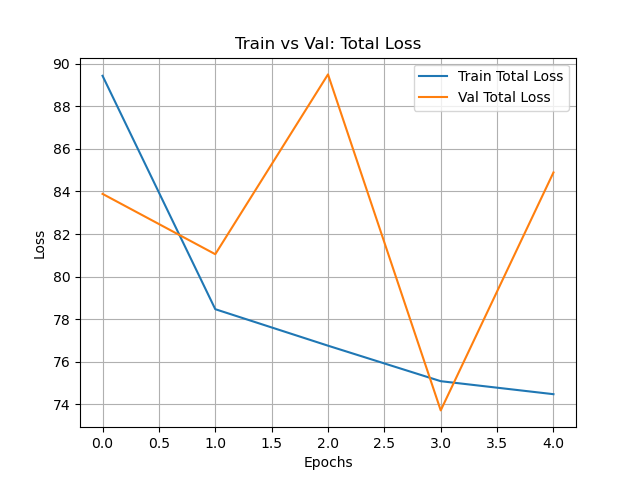 Train vs Val: Total Loss
Train Total Loss
Val Total Loss
90
88
86
84
82
80
78
76
74
Loss
0.0 0.5 1.0 1.5 2.0 2.5 3.0 3.5 4.0
Epochs